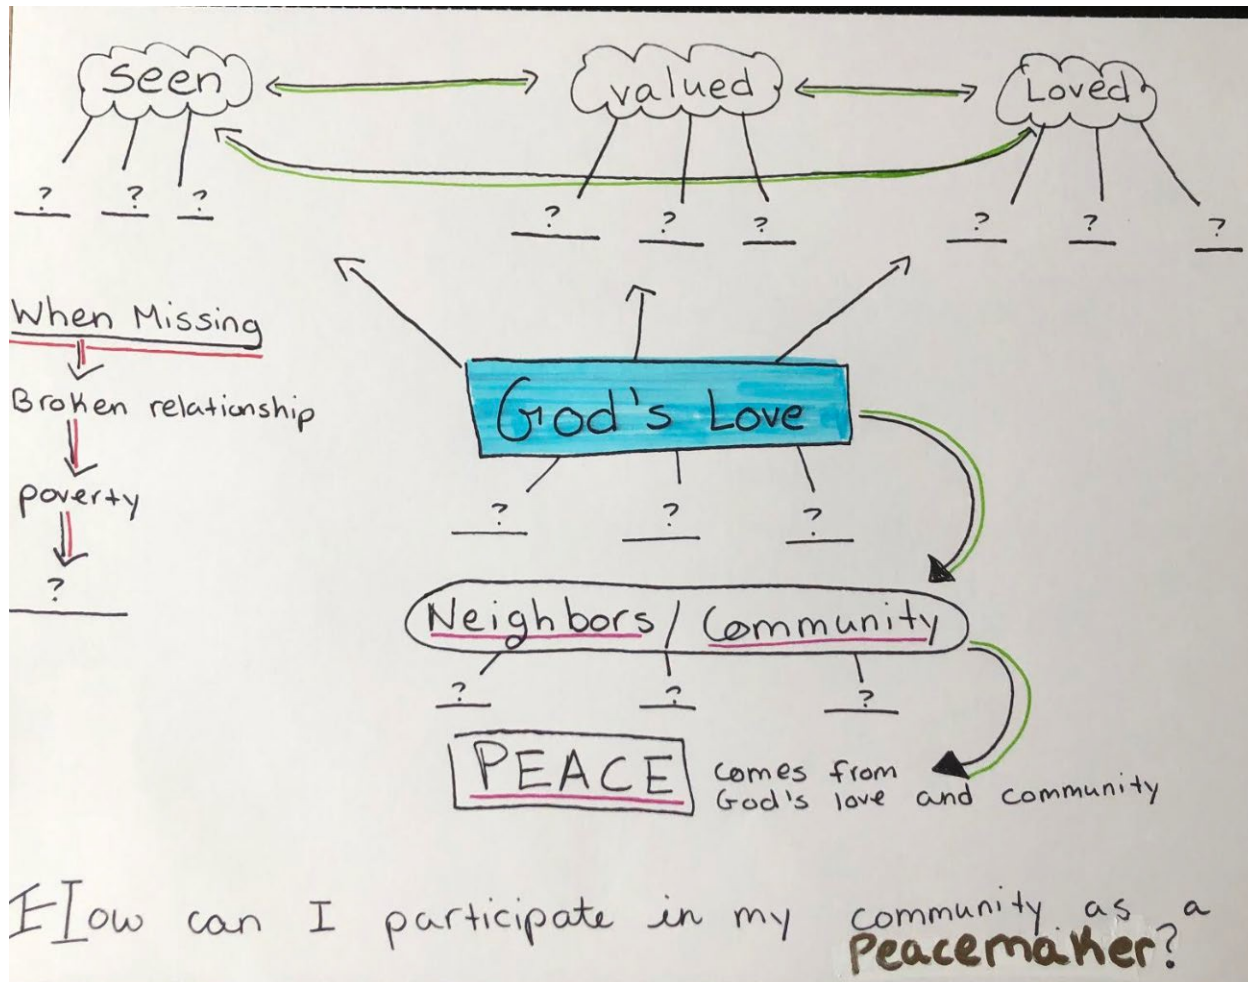 seen valued Loved
? ? ? ? ? ? ? ? ?
When Missing
Broken relationship
poverty
?
God's Love
? ? ?
Neighbors / Community
? ? ?
PEACE comes from
God's love and community
How can I participate in my community as a
Peacemaker?